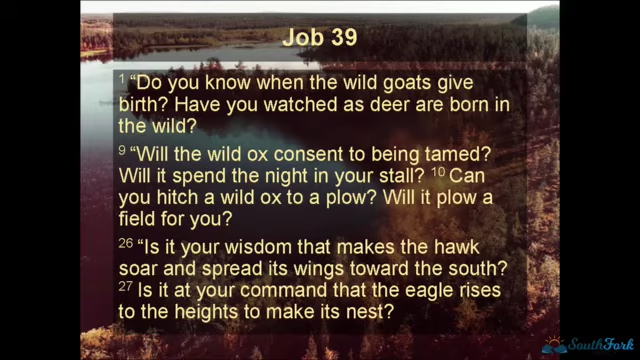 Job 39
1 “Do you know when the wild goats give
birth? Have you watched as deer are born in
the wild?
9 “Will the wild ox consent to being tamed?
Will it spend the night in your stall? 10 Can
you hitch a wild ox to a plow? Will it plow a
field for you?
26 “Is it your wisdom that makes the hawk
soar and spread its wings toward the south?
27 Is it at your command that the eagle rises
to the heights to make its nest?
SouthFork